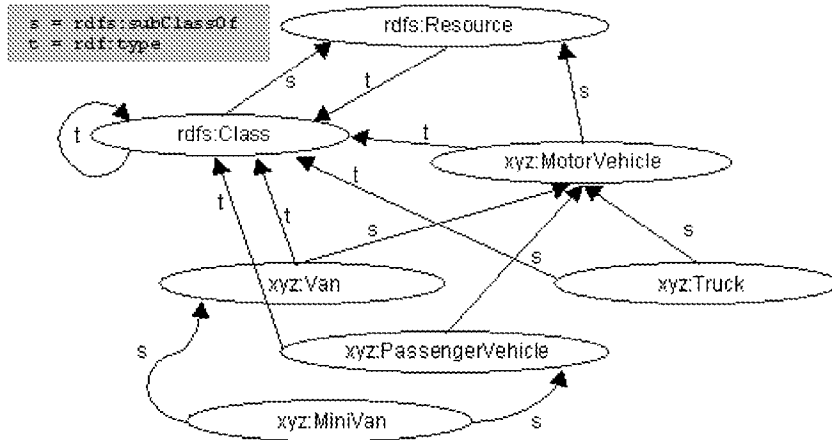 s = rdfs:subClassOf
t = rdf:type
rdfs:Resource
s
t
s
t
rdfs:Class
t
xyz:MotorVehicle
t
t
t
s
s
s
xyz:Van
xyz:Truck
s
xyz:PassengerVehicle
xyz:MiniVan
s